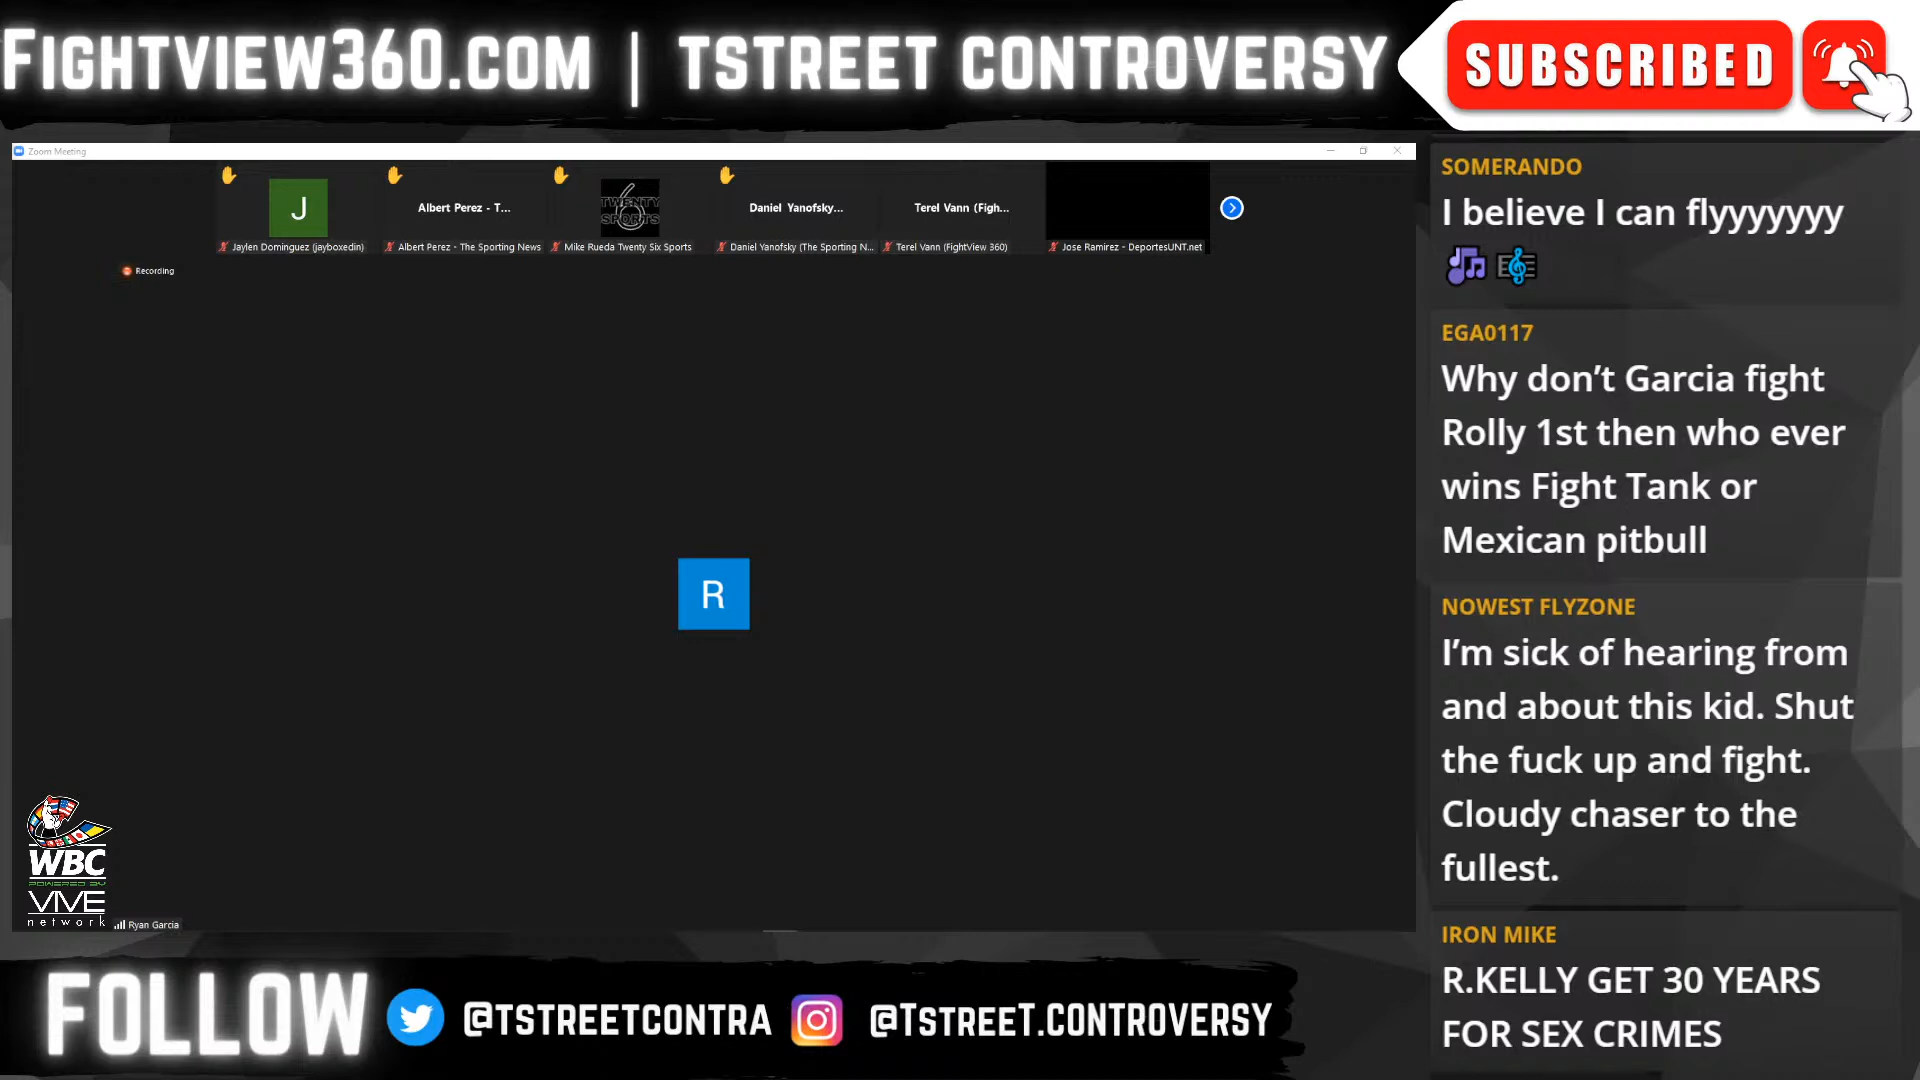 FIGHTVIEW360.COM | TSTREET CONTROVERSY
SUBSCRIBED
Zoom Meeting
J
Albert Perez - T...
TWENTY
6
SPORTS
Daniel Yanofsky...
Terel Vann (Figh...
Jaylen Dominguez (jayboxedin)
Albert Perez - The Sporting News
Mike Rueda Twenty Six Sports
Daniel Yanofsky (The Sporting N...
Terel Vann (FightView 360)
Jose Ramirez - DeportesUNT.net
Recording
R
WBC
POWERED BY
VIVE
network
Ryan Garcia
SOMERANDO
I believe I can flyyyyyyy
EGA0117
Why don’t Garcia fight
Rolly 1st then who ever
wins Fight Tank or
Mexican pitbull
NOWEST FLYZONE
I’m sick of hearing from
and about this kid. Shut
the fuck up and fight.
Cloudy chaser to the
fullest.
IRON MIKE
R.KELLY GET 30 YEARS
FOR SEX CRIMES
FOLLOW
@TSTREETCONTRA
@TSTREET.CONTROVERSY